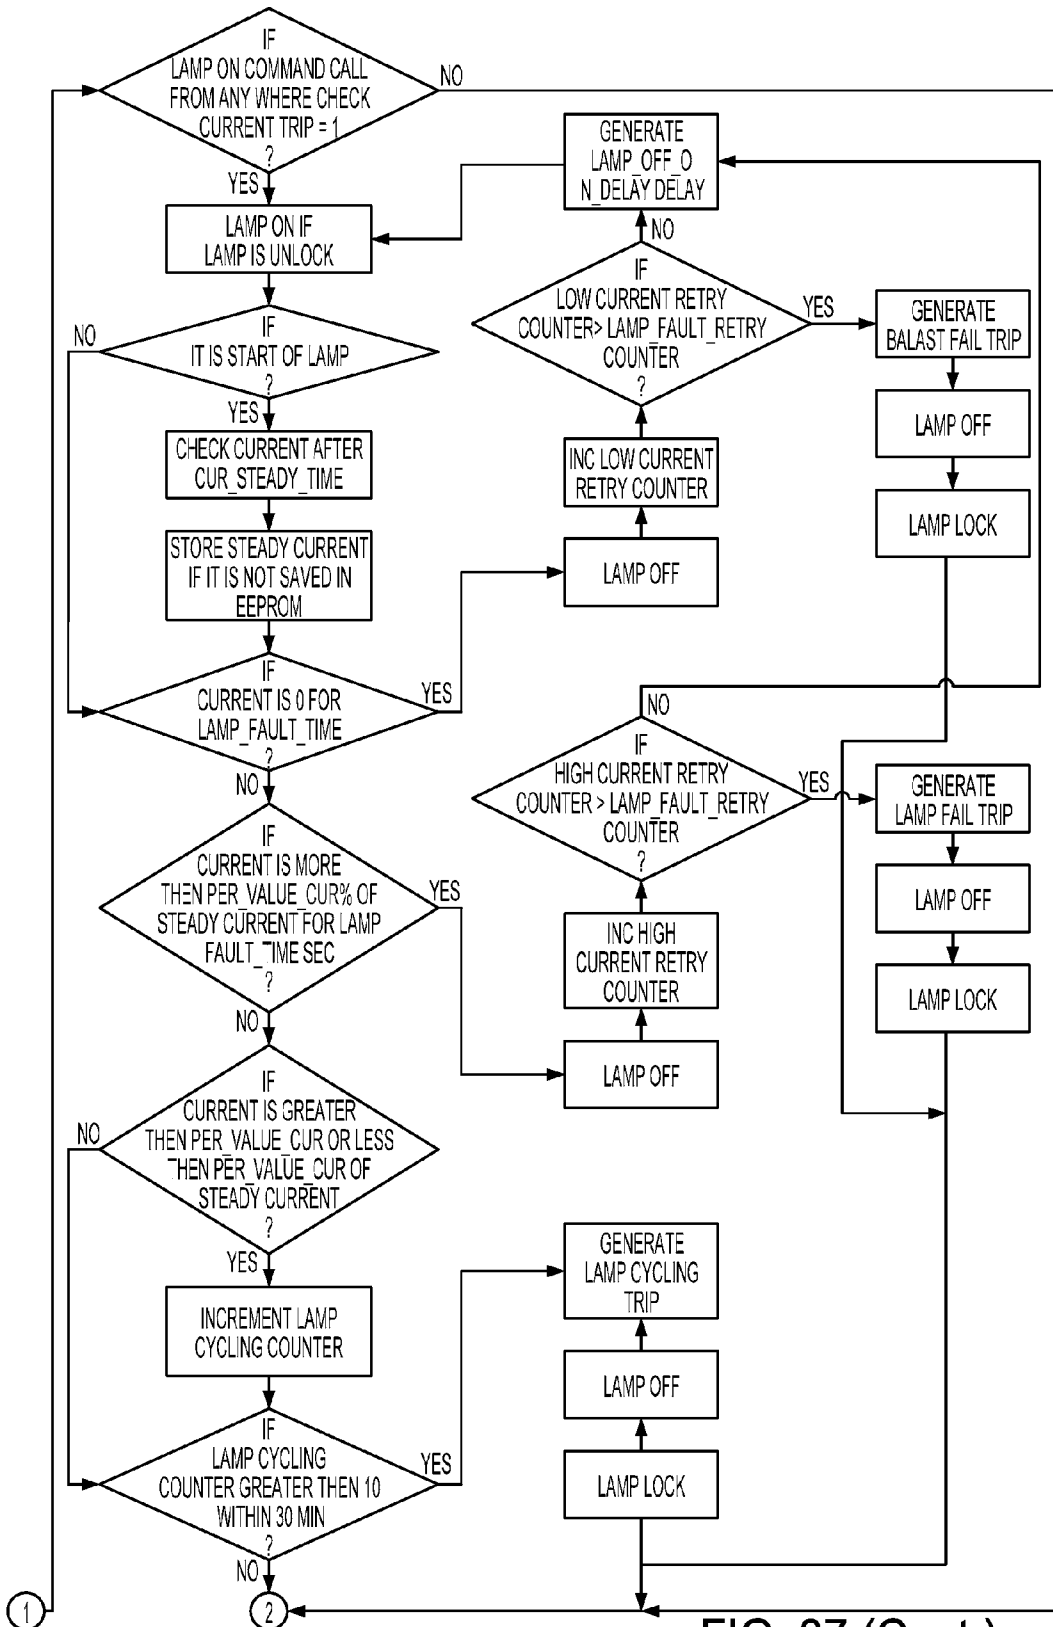 IF
LAMP ON COMMAND CALL
FROM ANY WHERE CHECK
CURRENT TRIP = 1
?
NO
YES
LAMP ON IF
LAMP IS UNLOCK
IF
IT IS START OF LAMP
?
NO
YES
CHECK CURRENT AFTER
CUR_STEADY_TIME
STORE STEADY CURRENT
IF IT IS NOT SAVED IN
EEPROM
IF
CURRENT IS 0 FOR
LAMP_FAULT_TIME
?
YES
NO
IF
CURRENT IS MORE
THEN PER_VALUE_CUR% OF
STEADY CURRENT FOR LAMP
FAULT_TIME SEC
?
YES
NO
IF
CURRENT IS GREATER
THEN PER_VALUE_CUR OR LESS
THEN PER_VALUE_CUR OF
STEADY CURRENT
?
NO
YES
INCREMENT LAMP
CYCLING COUNTER
IF
LAMP CYCLING
COUNTER GREATER THEN 10
WITHIN 30 MIN
?
YES
NO
1
2
GENERATE
LAMP_OFF_O
N_DELAY DELAY
NO
IF
LOW CURRENT RETRY
COUNTER> LAMP_FAULT_RETRY
COUNTER
?
YES
INC LOW CURRENT
RETRY COUNTER
LAMP OFF
GENERATE
BALAST FAIL TRIP
LAMP OFF
LAMP LOCK
NO
IF
HIGH CURRENT RETRY
COUNTER > LAMP_FAULT_RETRY
COUNTER
?
YES
INC HIGH
CURRENT RETRY
COUNTER
LAMP OFF
GENERATE
LAMP FAIL TRIP
LAMP OFF
LAMP LOCK
GENERATE
LAMP CYCLING
TRIP
LAMP OFF
LAMP LOCK